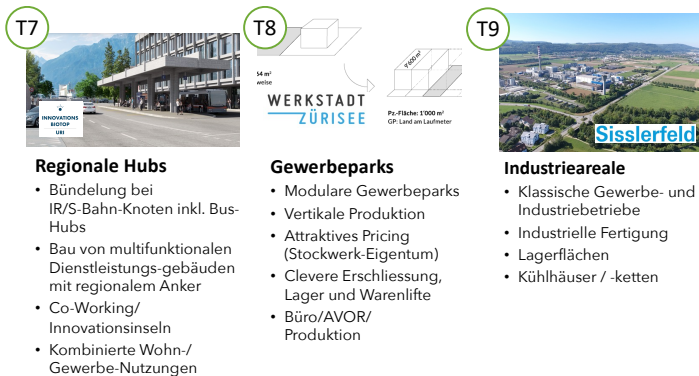 T7
INNOVATIONS
BIOTOP
URI
Regionale Hubs
• Bündelung bei
IR/S-Bahn-Knoten inkl. Bus-
Hubs
• Bau von multifunktionalen
Dienstleistungs-gebäuden
mit regionalem Anker
• Co-Working/
Innovationsinseln
• Kombinierte Wohn-/
Gewerbe-Nutzungen
T8
54 m²
weise
9'600 m²
WERKSTADT
ZÜRISEE
Pz.-Fläche: 1'000 m²
GP: Land am Laufmeter
Gewerbeparks
• Modulare Gewerbeparks
• Vertikale Produktion
• Attraktives Pricing
(Stockwerk-Eigentum)
• Clevere Erschliessung,
Lager und Warenlifte
• Büro/AVOR/
Produktion
T9
Sisslerfeld
Industrieareale
• Klassische Gewerbe- und
Industriebetriebe
• Industrielle Fertigung
• Lagerflächen
• Kühlhäuser / -ketten